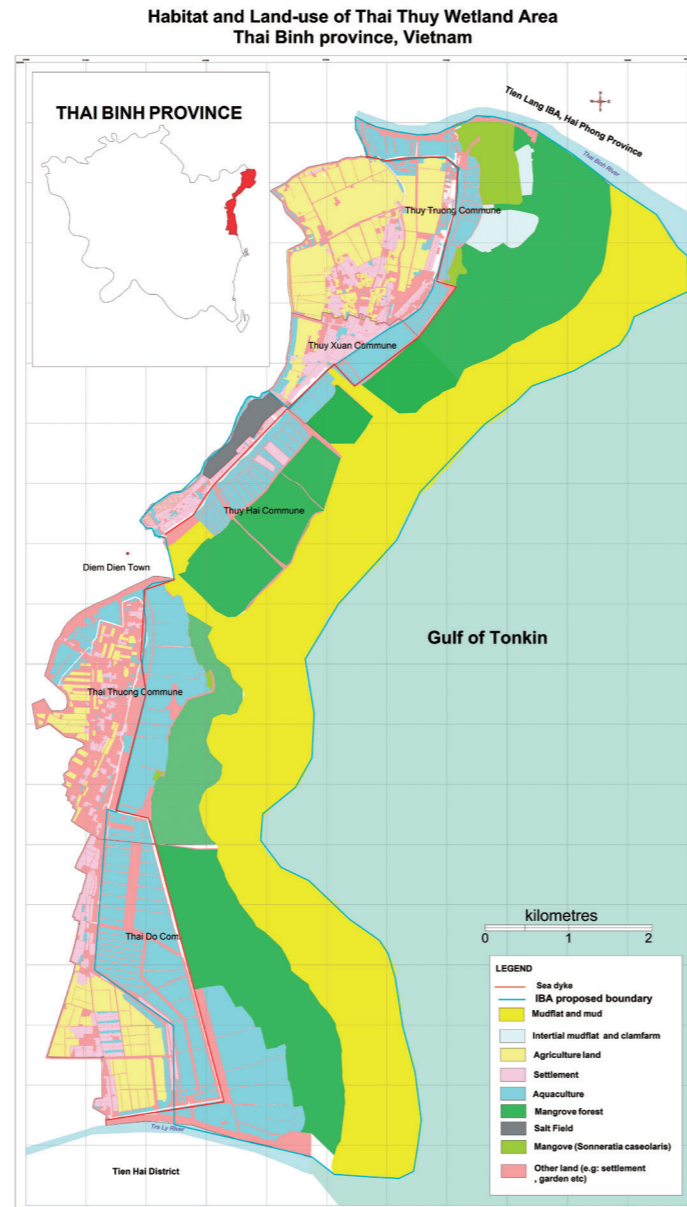 Habitat and Land-use of Thai Thuy Wetland Area
Thai Binh province, Vietnam
THAI BINH PROVINCE
Tien Lang IBA, Hai Phong Province
Thai Binh River
Thuy Truong Commune
Thuy Xuan Commune
Thuy Hai Commune
Diem Dien Town
Gulf of Tonkin
Thai Thuong Commune
Thai Do Com.
Tra Ly River
Tien Hai District
kilometres
0 1 2
LEGEND
Sea dyke
IBA proposed boundary
Mudflat and mud
Intertial mudflat and clamfarm
Agriculture land
Settlement
Aquaculture
Mangrove forest
Salt Field
Mangove (Sonneratia caseolaris)
Other land (e.g: settlement
, garden etc)